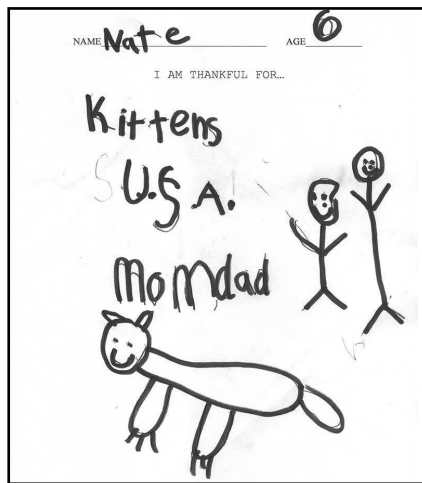 NAME Nate AGE 6
I AM THANKFUL FOR...
Kittens
U.S.A.
Momdad